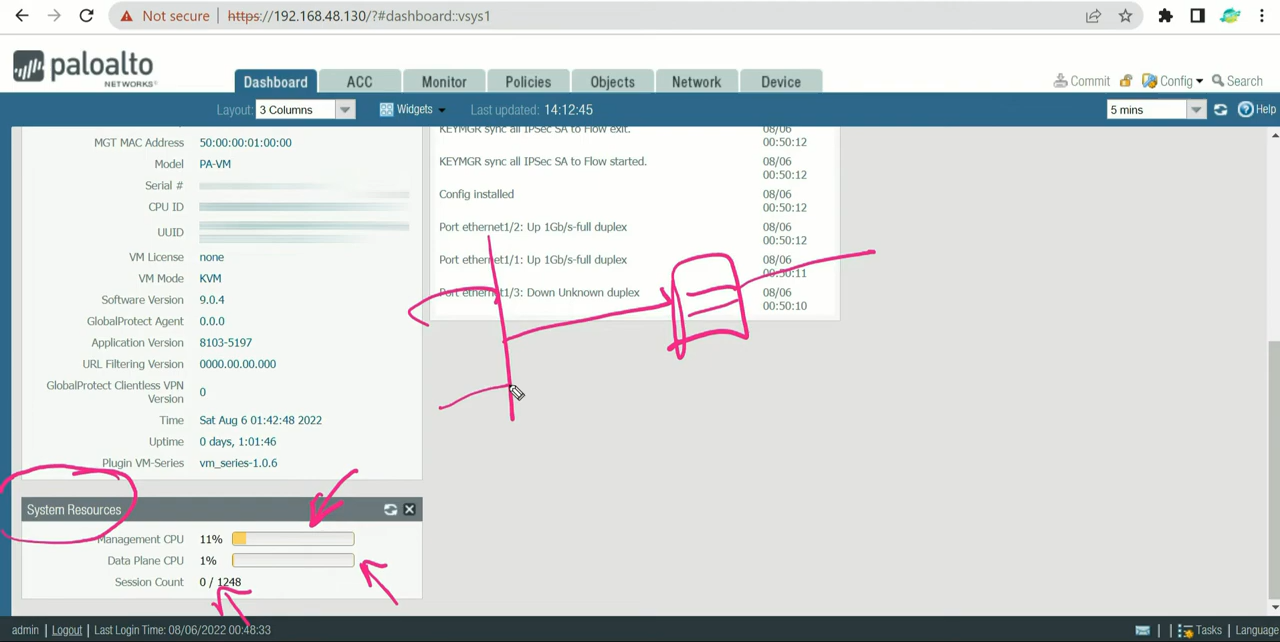 Not secure | https://192.168.48.130/?#dashboard::vsys1
paloalto
NETWORKS®
Dashboard ACC Monitor Policies Objects Network Device
Commit Config Search
Layout: 3 Columns Widgets Last updated: 14:12:45 5 mins Help
MGT MAC Address 50:00:00:01:00:00
Model PA-VM
Serial #
CPU ID
UUID
VM License none
VM Mode KVM
Software Version 9.0.4
GlobalProtect Agent 0.0.0
Application Version 8103-5197
URL Filtering Version 0000.00.00.000
GlobalProtect Clientless VPN
Version 0
Time Sat Aug 6 01:42:48 2022
Uptime 0 days, 1:01:46
Plugin VM-Series vm_series-1.0.6
KEYMGR sync all IPSec SA to Flow exit. 08/06
00:50:12
KEYMGR sync all IPSec SA to Flow started. 08/06
00:50:12
Config installed 08/06
00:50:12
Port ethernet1/2: Up 1Gb/s-full duplex 08/06
00:50:12
Port ethernet1/1: Up 1Gb/s-full duplex 08/06
00:50:11
Port ethernet1/3: Down Unknown duplex 08/06
00:50:10
System Resources
Management CPU 11%
Data Plane CPU 1%
Session Count 0 / 1248
admin | Logout | Last Login Time: 08/06/2022 00:48:33 | | Tasks | Language